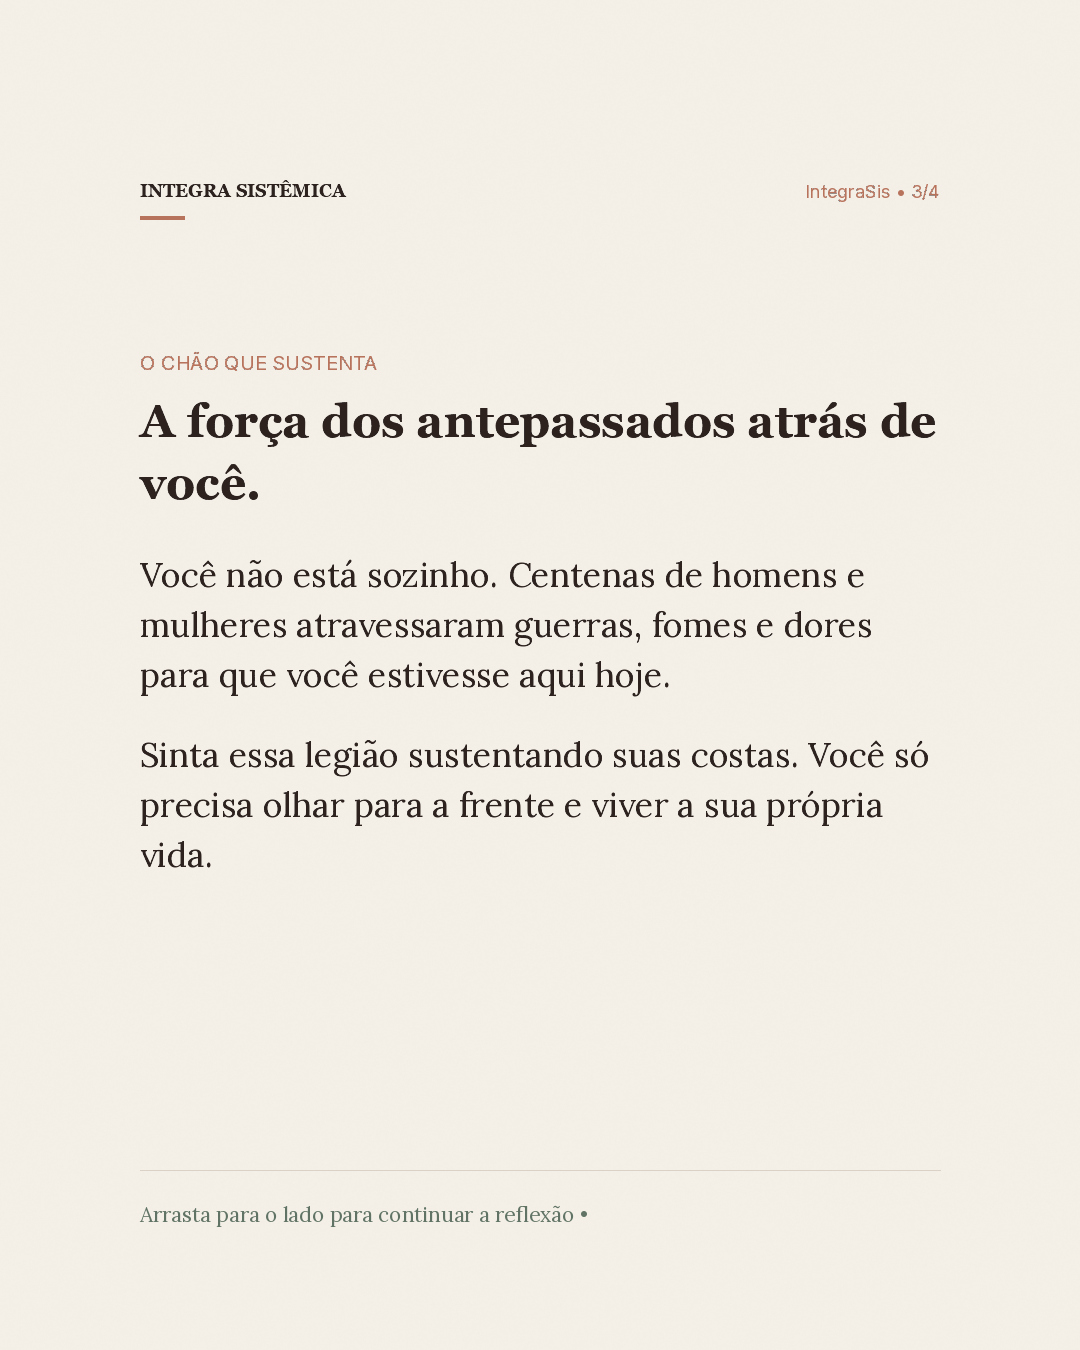 INTEGRA SISTÊMICA
IntegraSis • 3/4
O CHÃO QUE SUSTENTA
A força dos antepassados atrás de
você.
Você não está sozinho. Centenas de homens e
mulheres atravessaram guerras, fomes e dores
para que você estivesse aqui hoje.
Sinta essa legião sustentando suas costas. Você só
precisa olhar para a frente e viver a sua própria
vida.
Arrasta para o lado para continuar a reflexão •